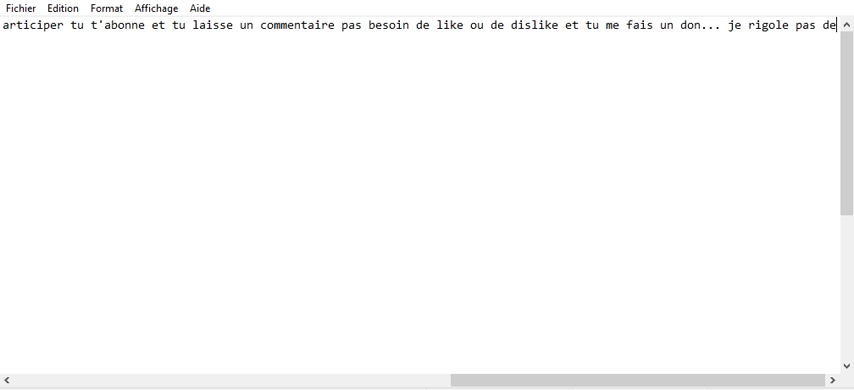 Fichier Edition Format Affichage Aide
articiper tu t'abonne et tu laisse un commentaire pas besoin de like ou de dislike et tu me fais un don... je rigole pas de